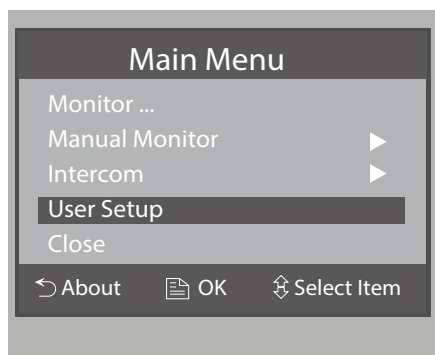 Main Menu
Monitor ...
Manual Monitor
Intercom
User Setup
Close
About OK Select Item